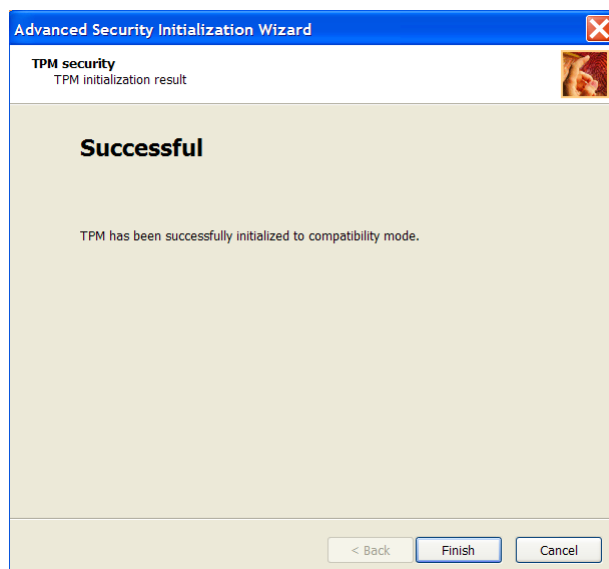 Advanced Security Initialization Wizard
TPM security
TPM initialization result
Successful
TPM has been successfully initialized to compatibility mode.
< Back
Finish
Cancel